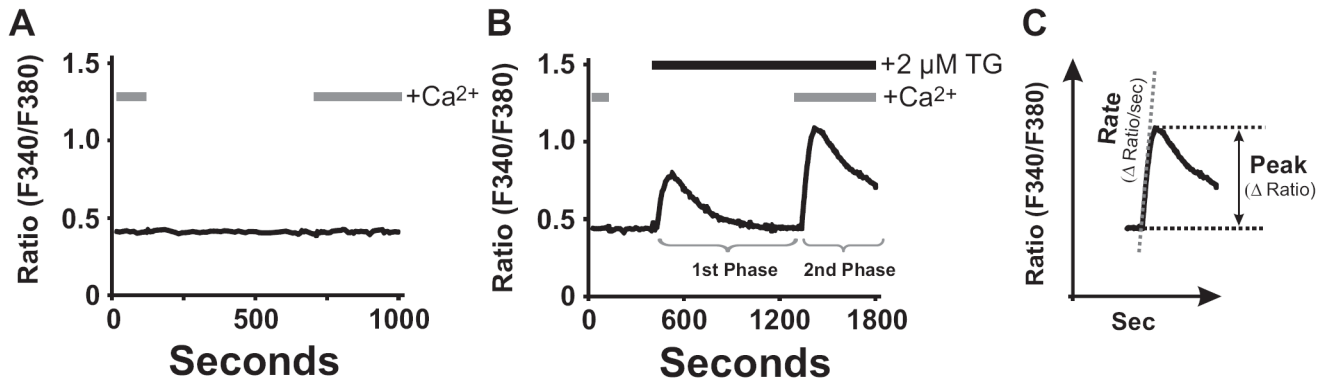 A
Ratio (F340/F380)
1.5
1.0
0.5
0
+Ca2+
0
500
1000
Seconds
B
Ratio (F340/F380)
1.5
1.0
0.5
0
+2 µM TG
+Ca2+
1st Phase
2nd Phase
0
600
1200
1800
Seconds
C
Ratio (F340/F380)
Rate
(Δ Ratio/sec)
Peak
(Δ Ratio)
Sec